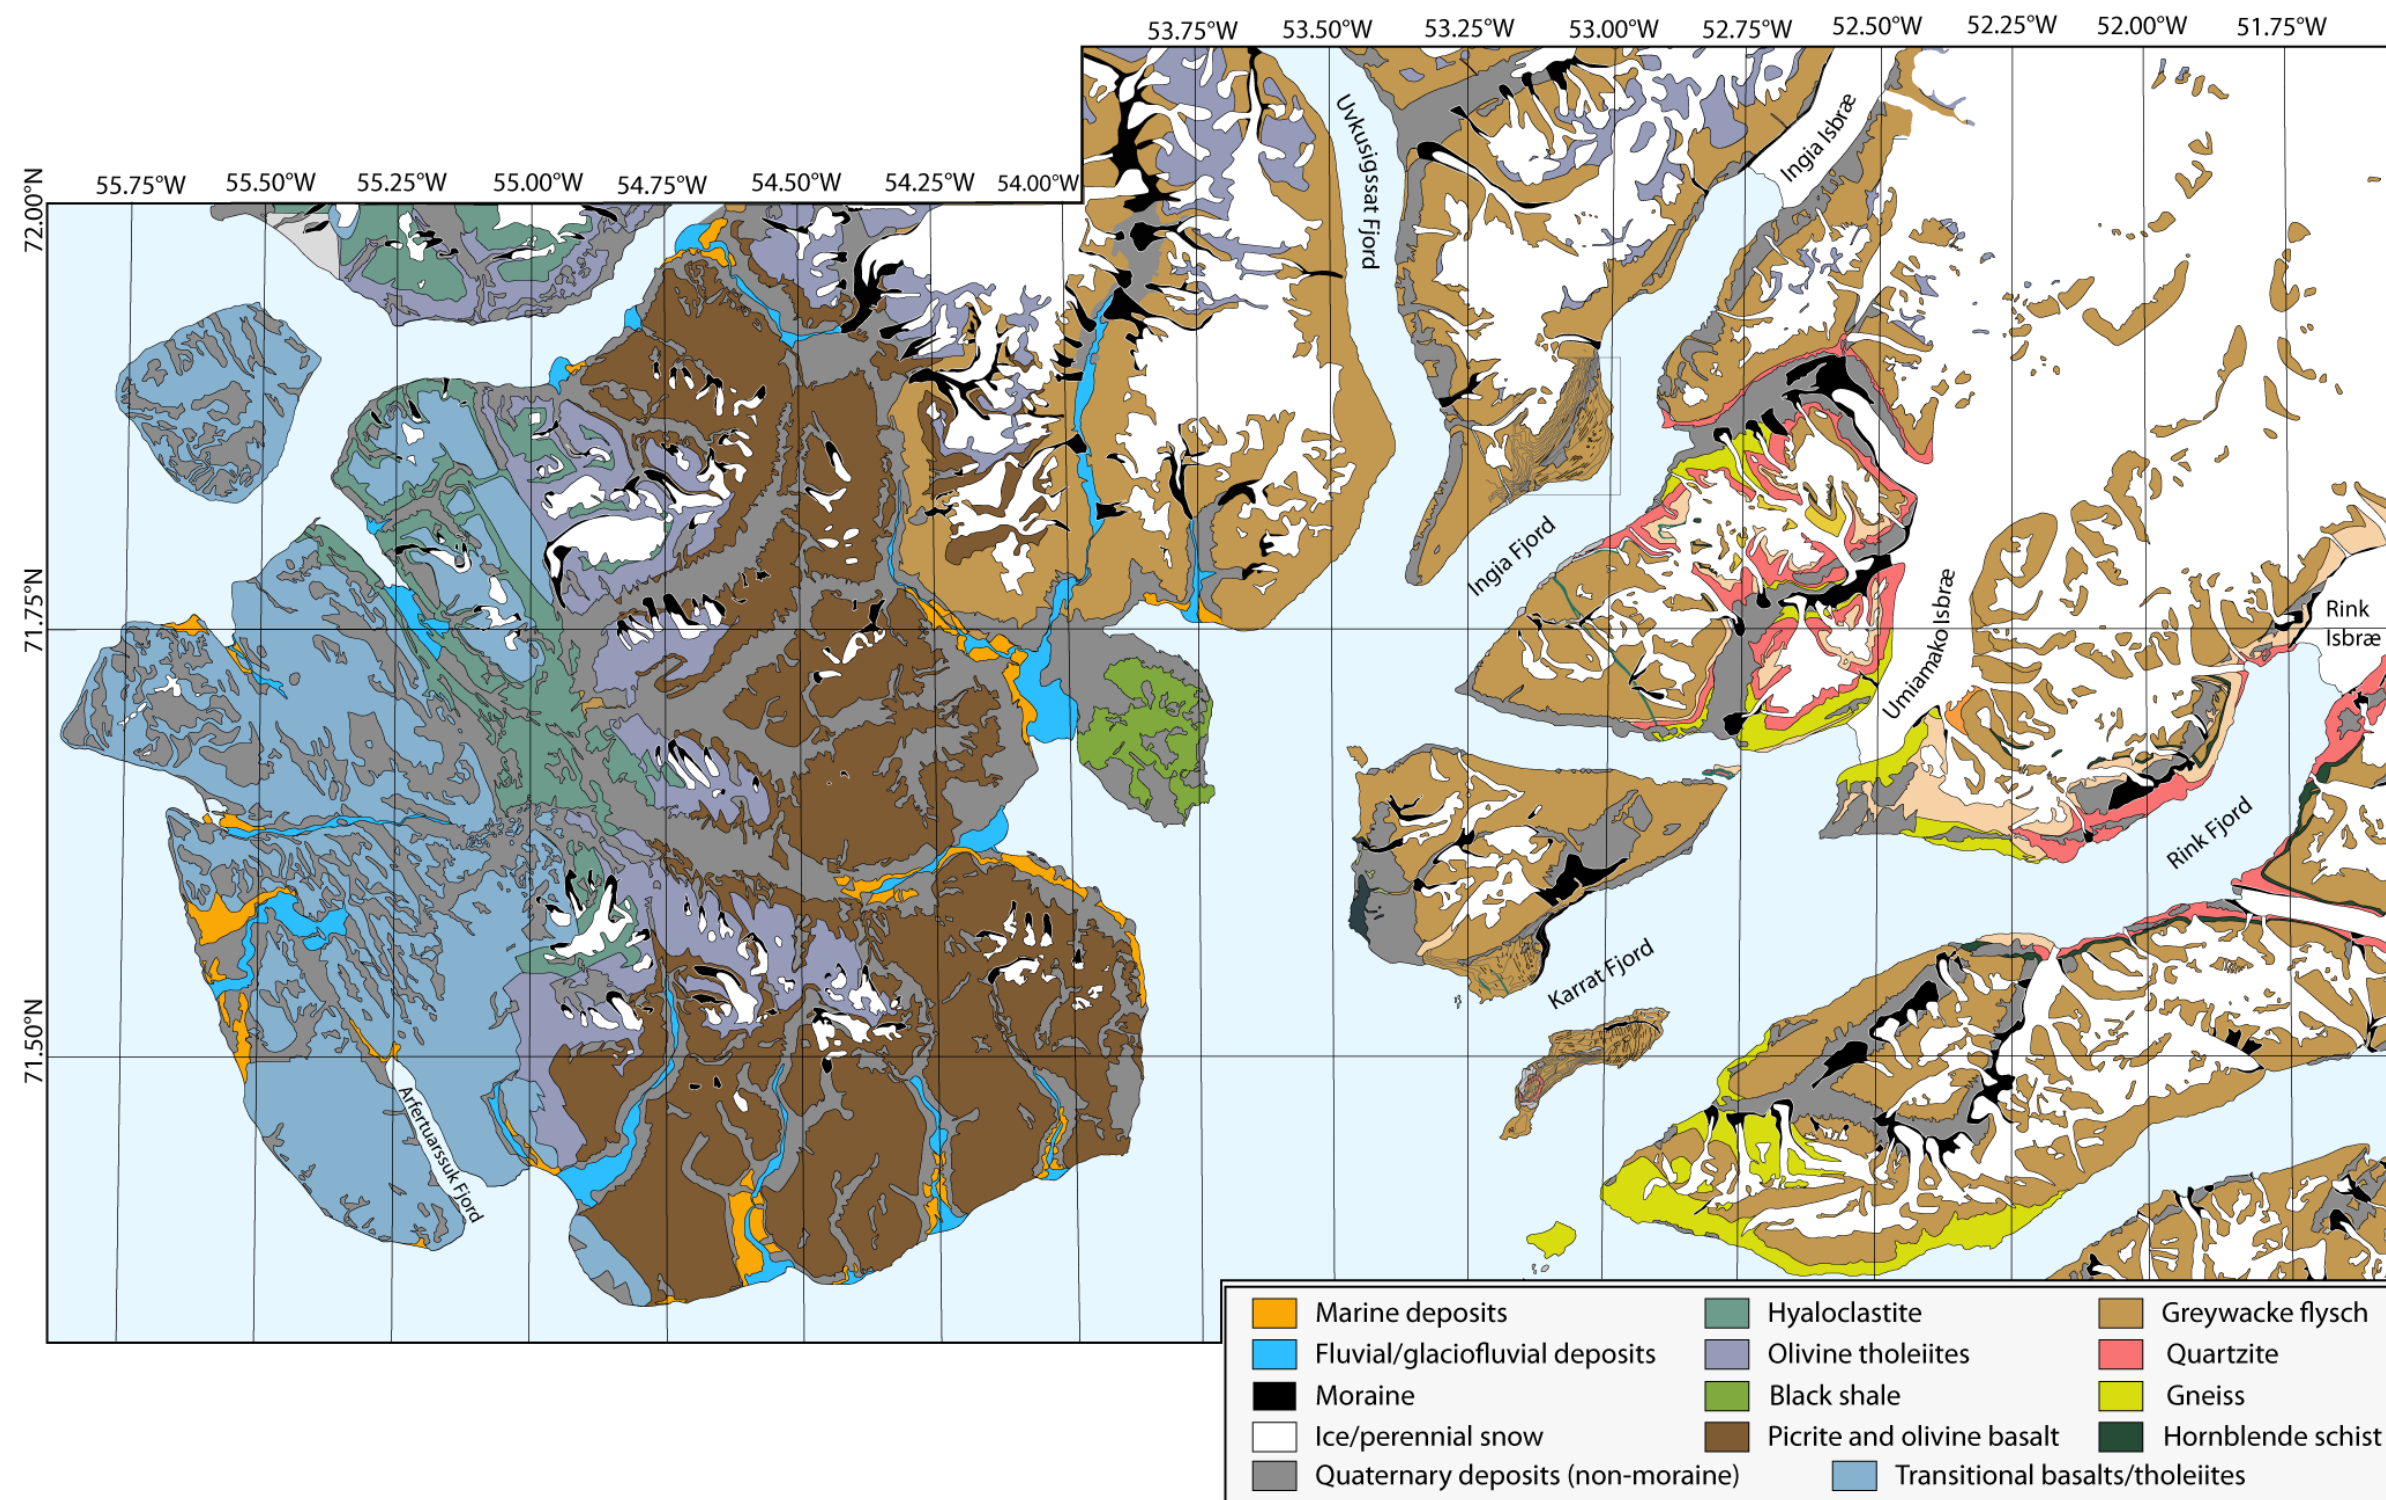 53.75°W 53.50°W 53.25°W 53.00°W 52.75°W 52.50°W 52.25°W 52.00°W 51.75°W
55.75°W 55.50°W 55.25°W 55.00°W 54.75°W 54.50°W 54.25°W 54.00°W
72.00°N
71.75°N
71.50°N
Uvkusigssat Fjord
Ingia Isbræ
Ingia Fjord
Umiamako Isbræ
Rink
Isbræ
Rink Fjord
Karrat Fjord
Arfertuarssuk Fjord
Marine deposits
Fluvial/glaciofluvial deposits
Moraine
Ice/perennial snow
Quaternary deposits (non-moraine)
Hyaloclastite
Olivine tholeiites
Black shale
Picrite and olivine basalt
Transitional basalts/tholeiites
Greywacke flysch
Quartzite
Gneiss
Hornblende schist